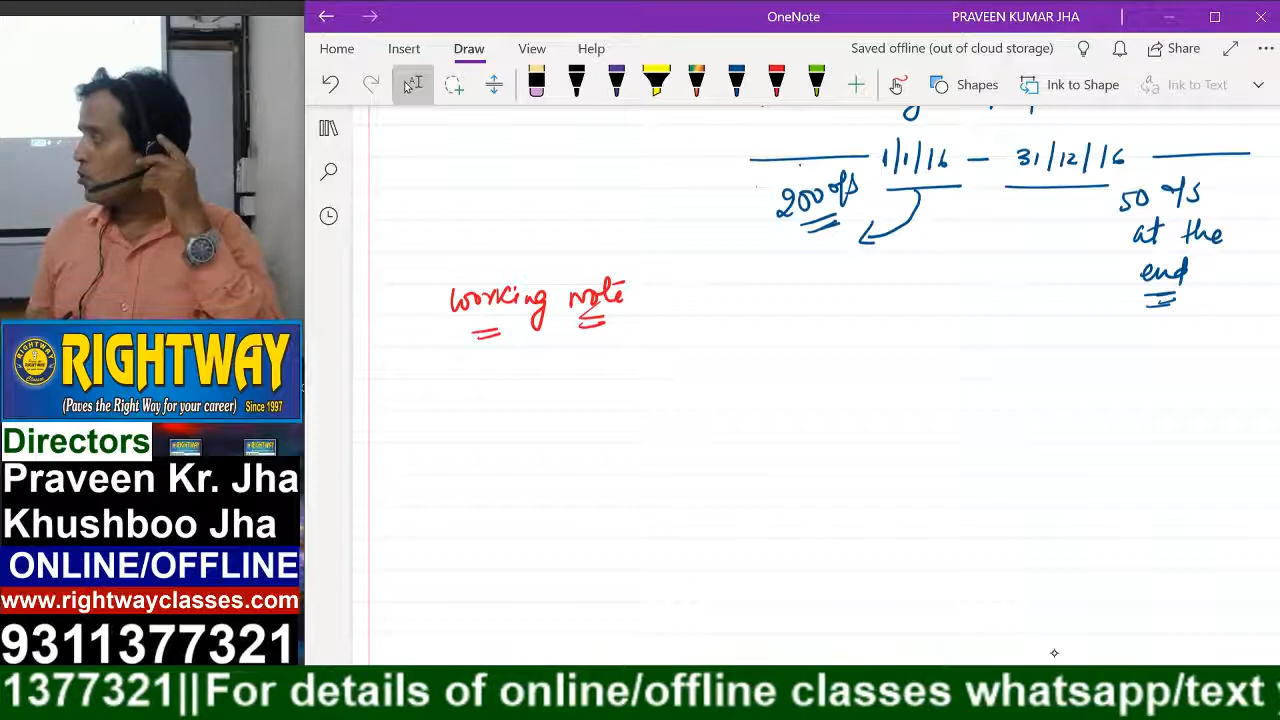 OneNote
PRAVEEN KUMAR JHA
Home Insert Draw View Help
Saved offline (out of cloud storage)
Share
Shapes
Ink to Shape
Ink to Text
1/1/16 - 31/12/16
200 o/s
50 o/s
at the
end
working note
RIGHTWAY
Classes
(Paves the Right Way for your career) Since 1997
Directors
Praveen Kr. Jha
Khushboo Jha
ONLINE/OFFLINE
www.rightwayclasses.com
9311377321
1377321||For details of online/offline classes whatsapp/text